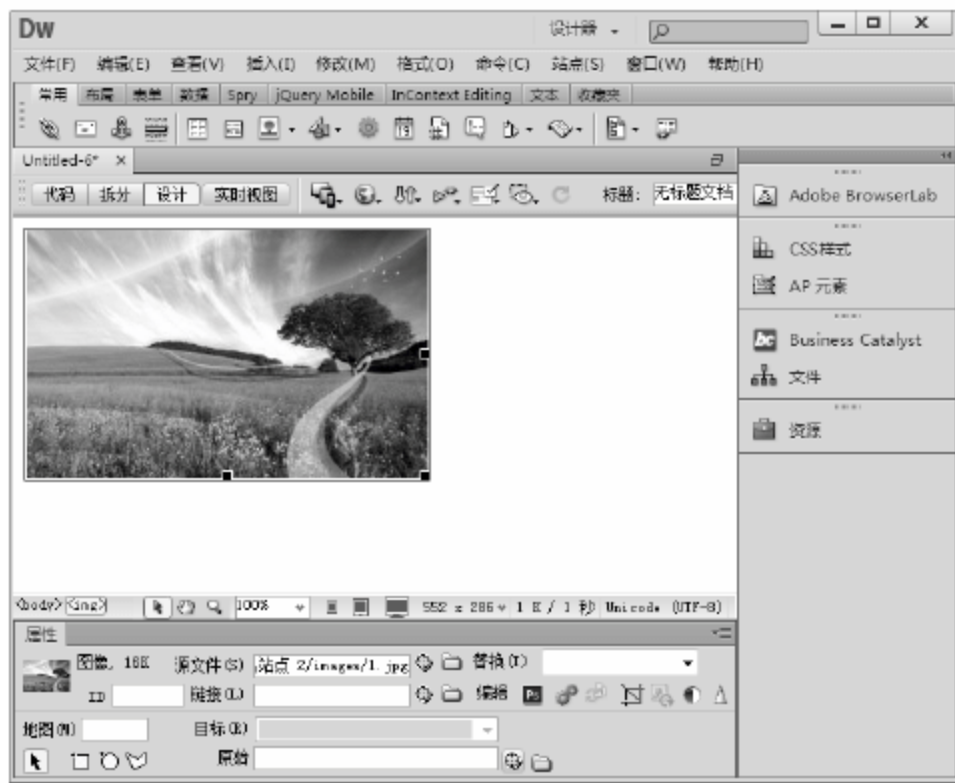 Dw
设计器
文件(F) 编辑(E) 查看(V) 插入(I) 修改(M) 格式(O) 命令(C) 站点(S) 窗口(W) 帮助(H)
常用 布局 表单 数据 Spry jQuery Mobile InContext Editing 文本 收藏夹
Untitled-6* X
代码 拆分 设计 实时视图 标题: 无标题文档
Adobe BrowserLab
CSS样式
AP 元素
Business Catalyst
文件
资源
<body> <img> 100% 552 x 286 1 K / 1 秒 Unicode (UTF-8)
属性
图像, 16K 源文件(S) 站点 2/images/1.jpg 替换(T)
ID 链接(L) 编辑 Ps
地图(M) 目标(R)
原始